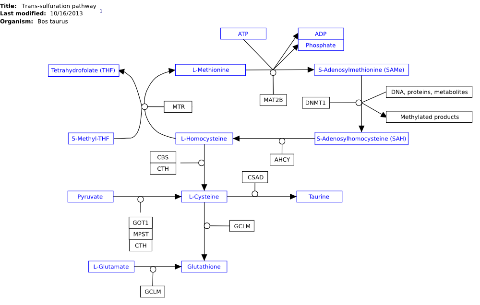 Title: Trans-sulfuration pathway
Last modified: 10/16/2013
1
Organism: Bos taurus
ATP
ADP
Phosphate
Tetrahydrofolate (THF)
L-Methionine
S-Adenosylmethionine (SAMe)
DNA, proteins, metabolites
MAT2B
DNMT1
MTR
Methylated products
5-Methyl-THF
L-Homocysteine
S-Adenosylhomocysteine (SAH)
CBS
CTH
AHCY
CSAD
Pyruvate
L-Cysteine
Taurine
GOT1
MPST
CTH
GCLM
L-Glutamate
Glutathione
GCLM